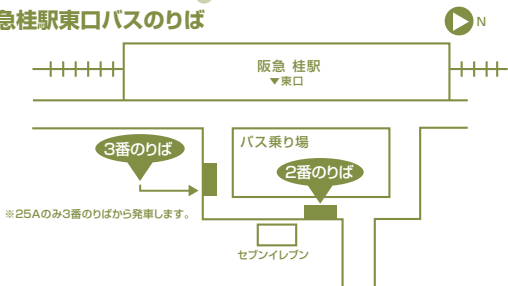 急桂駅東口バスのりば
N
阪急 桂駅
▼東口
3番のりば
バス乗り場
2番のりば
※25Aのみ3番のりばから発車します。
セブンイレブン